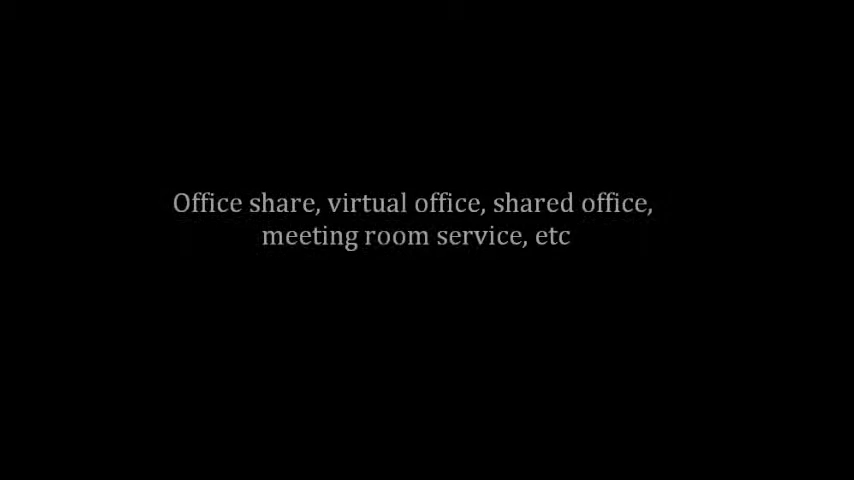 Office share, virtual office, shared office,
meeting room service, etc